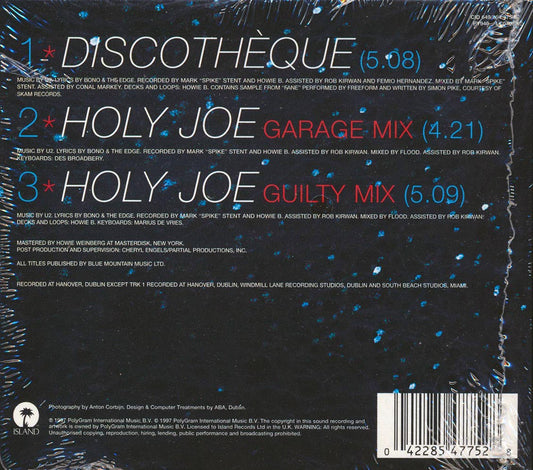 1* DISCOTHÈQUE (5.08)
MUSIC BY U2. LYRICS BY BONO & THE EDGE. RECORDED BY MARK "SPIKE" STENT AND HOWIE B. ASSISTED BY ROB KIRWAN AND FEMIO HERNANDEZ. MIXED BY MARK "SPIKE"
STENT. ASSISTED BY CONAL MARKEY. DECKS AND LOOPS: HOWIE B. CONTAINS SAMPLE FROM "FANE" PERFORMED BY FREEFORM AND WRITTEN BY SIMON PIKE, COURTESY OF
SKAM RECORDS.
2* HOLY JOE GARAGE MIX (4.21)
MUSIC BY U2. LYRICS BY BONO & THE EDGE. RECORDED BY MARK "SPIKE" STENT AND HOWIE B. ASSISTED BY ROB KIRWAN. MIXED BY FLOOD. ASSISTED BY ROB KIRWAN.
KEYBOARDS: DES BROADBERY.
3* HOLY JOE GUILTY MIX (5.09)
MUSIC BY U2. LYRICS BY BONO & THE EDGE. RECORDED BY MARK "SPIKE" STENT AND HOWIE B. ASSISTED BY ROB KIRWAN. MIXED BY FLOOD. ASSISTED BY ROB KIRWAN.
DECKS AND LOOPS: HOWIE B. KEYBOARDS: MARIUS DE VRIES.
MASTERED BY HOWIE WEINBERG AT MASTERDISK, NEW YORK.
POST PRODUCTION AND SUPERVISION: CHERYL ENGELS/PARTIAL PRODUCTIONS, INC.
ALL TITLES PUBLISHED BY BLUE MOUNTAIN MUSIC LTD.
RECORDED AT HANOVER, DUBLIN EXCEPT TRK 1 RECORDED AT HANOVER, DUBLIN, WINDMILL LANE RECORDING STUDIOS, DUBLIN AND SOUTH BEACH STUDIOS, MIAMI.
Photography by Anton Corbijn. Design & Computer Treatments by ABA, Dublin.
℗ 1997 PolyGram International Music B.V. © 1997 PolyGram International Music B.V. The copyright in this sound recording and
artwork is owned by PolyGram International Music B.V. Licensed to Island Records Ltd in the U.K. WARNING: All rights reserved.
Unauthorised copying, reproduction, hiring, lending, public performance and broadcasting prohibited.
ISLAND
0 42285 47752 8